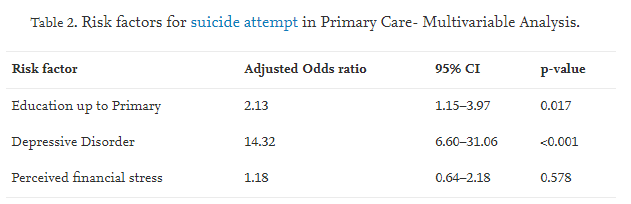 Table 2. Risk factors for suicide attempt in Primary Care- Multivariable Analysis.
Risk factor Adjusted Odds ratio 95% CI p-value
Education up to Primary 2.13 1.15–3.97 0.017
Depressive Disorder 14.32 6.60–31.06 <0.001
Perceived financial stress 1.18 0.64–2.18 0.578